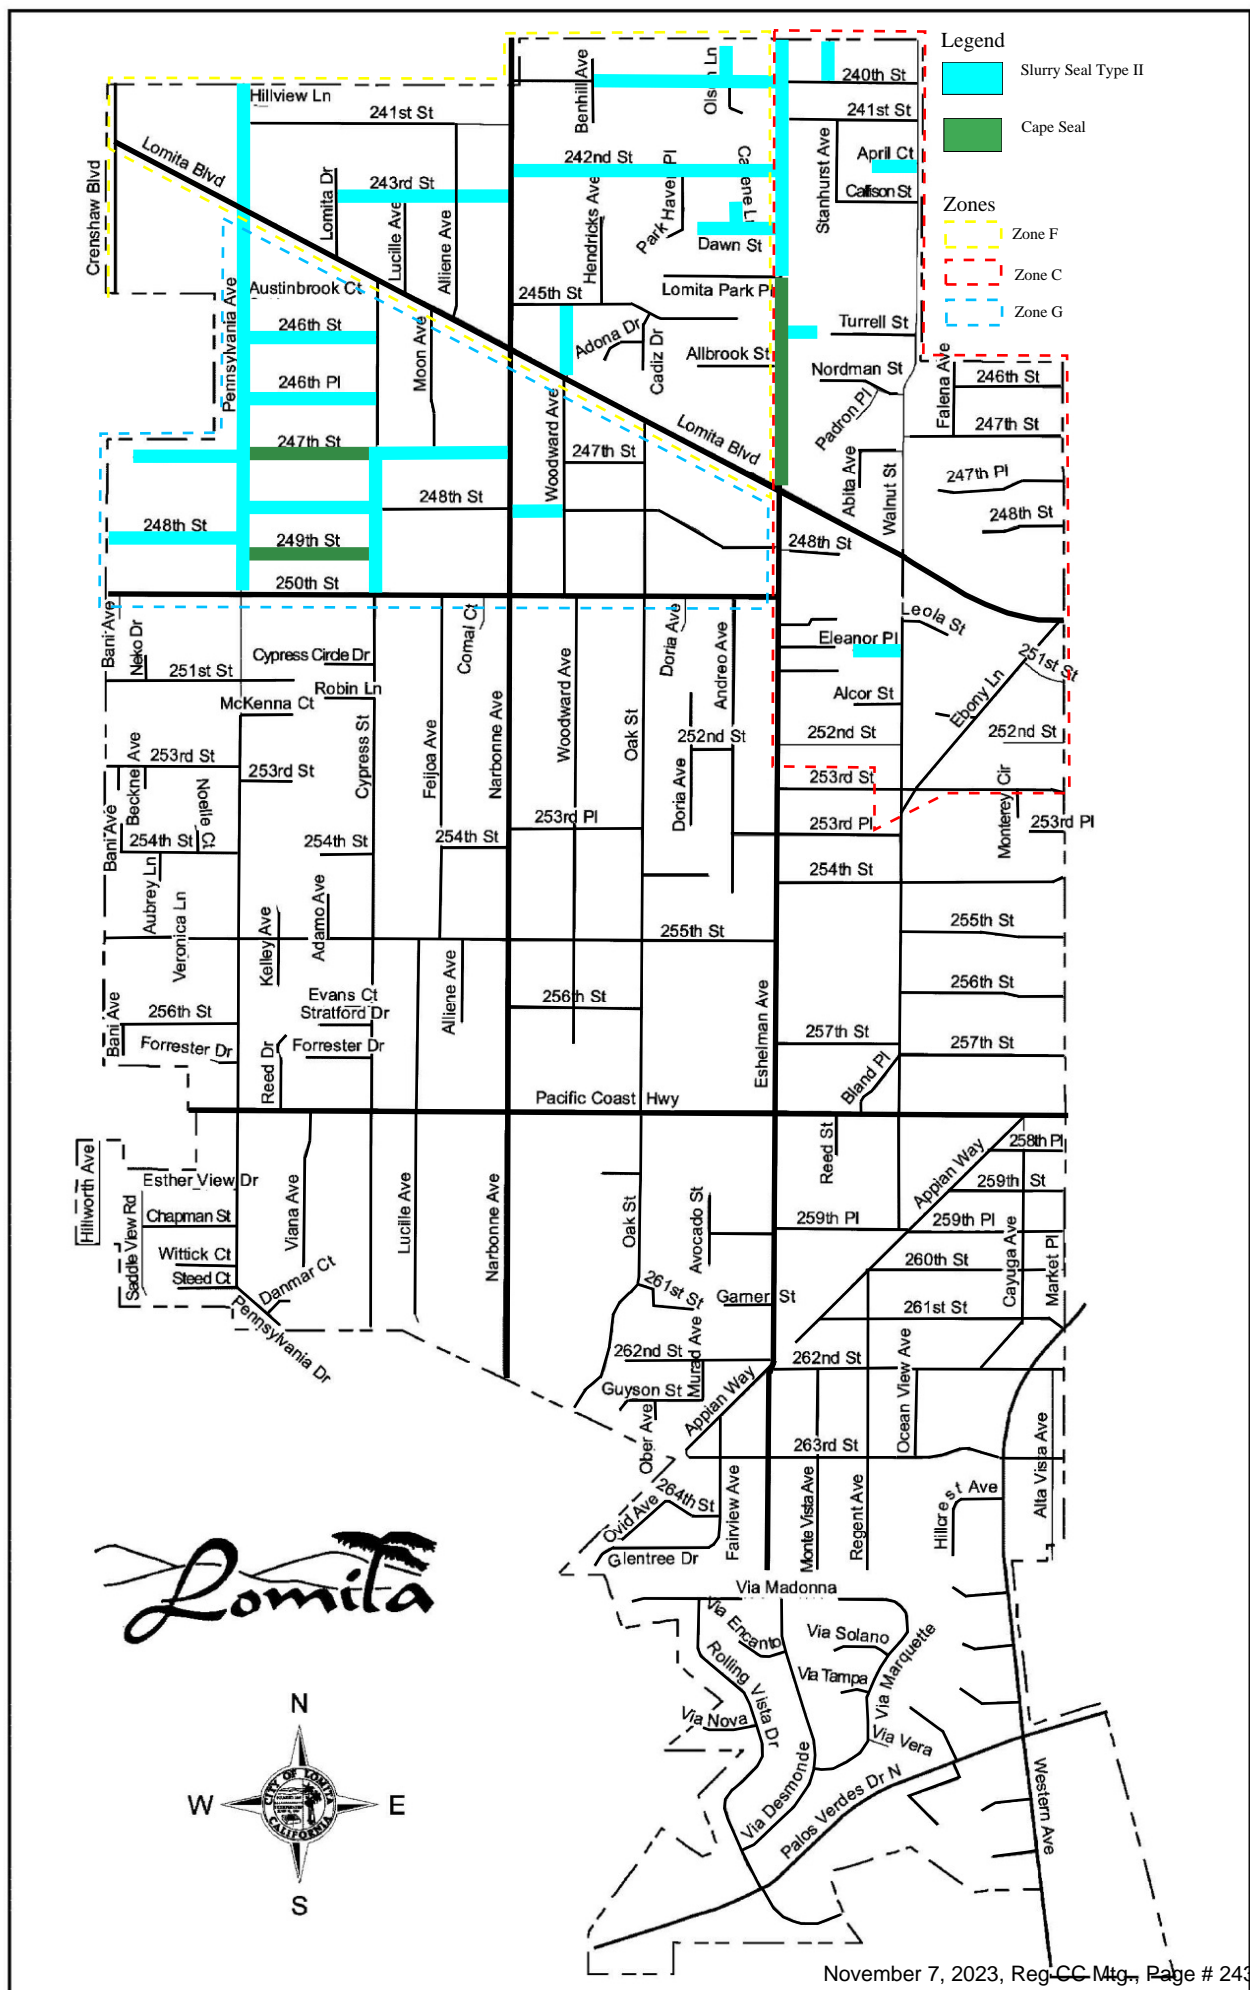 Legend
Slurry Seal Type II
Cape Seal
Zones
Zone F
Zone C
Zone G
Hillview Ln
241st St
Benhill Ave
240th St
241st St
Lomita Blvd
Crenshaw Blvd
Lomita Dr
243rd St
Lucille Ave
Alliene Ave
242nd St
Hendricks Ave
Dawn St
Stanhurst Ave
April Ct
Callison St
Pennsylvania Ave
Austinbrook Ct
246th St
246th Pl
247th St
Moon Ave
245th St
Adona Dr
Cadiz Dr
Lomita Park Pl
Allbrook St
Turrell St
Nordman St
Padron Pl
Falena Ave
246th St
247th St
247th Pl
248th St
Woodward Ave
247th St
Lomita Blvd
Abita Ave
Walnut St
248th St
248th St
249th St
250th St
248th St
Bani Ave
Neko Dr
251st St
Cypress Circle Dr
Robin Ln
McKenna Ct
Comal Ct
Doria Ave
Andreo Ave
Eleanor Pl
Leola St
251st St
Ebony Ln
Alcor St
252nd St
252nd St
253rd St
Beckne Ave
Noelle Ct
253rd St
Cypress St
Feijoa Ave
Narbonne Ave
Woodward Ave
Oak St
252nd St
Doria Ave
253rd St
Monterey Cir
253rd Pl
Bani Ave
254th St
254th St
254th St
253rd Pl
253rd Pl
254th St
Aubrey Ln
Veronica Ln
Kelley Ave
Adamo Ave
255th St
255th St
Evans Ct
Stratford Dr
Alliene Ave
256th St
256th St
Bani Ave
256th St
Forrester Dr
Reed Dr
Forrester Dr
Eshelman Ave
257th St
257th St
Bland Pl
Pacific Coast Hwy
Hillworth Ave
Esther View Dr
Saddle View Rd
Chapman St
Wittick Ct
Steed Ct
Viana Ave
Danmar Ct
Pennsylvania Dr
Lucille Ave
Narbonne Ave
Oak St
Avocado St
Reed St
Appian Way
258th Pl
259th St
259th Pl
259th Pl
260th St
Cayuga Ave
Market Pl
261st St
Garner St
261st St
262nd St
Murad Ave
262nd St
Guyson St
Appian Way
Ober Ave
263rd St
Ocean View Ave
Alta Vista Ave
264th St
Ovid Ave
Glentree Dr
Fairview Ave
Monte Vista Ave
Regent Ave
Hillcrest Ave
Lomita
Via Madonna
Via Encanto
Via Solano
Rolling Vista Dr
Via Tampa
Via Marquette
Via Nova
Via Vera
Via Desmonde
Palos Verdes Dr N
Western Ave
N
W
E
S
CITY OF LOMITA
CALIFORNIA
November 7, 2023, Reg CC Mtg., Page # 243